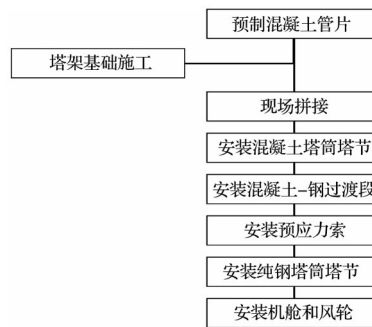 预制混凝土管片
塔架基础施工
现场拼接
安装混凝土塔筒塔节
安装混凝土-钢过渡段
安装预应力索
安装纯钢塔筒塔节
安装机舱和风轮